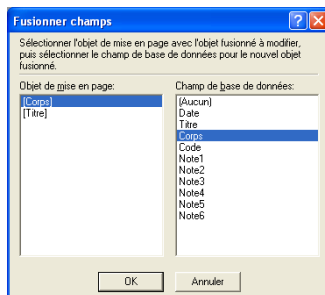 Fusionner champs
Sélectionner l'objet de mise en page avec l'objet fusionné à modifier,
puis sélectionner le champ de base de données pour le nouvel objet
fusionné.
Objet de mise en page:
[Corps]
[Titre]
Champ de base de données:
(Aucun)
Date
Titre
Corps
Code
Note1
Note2
Note3
Note4
Note5
Note6
OK
Annuler